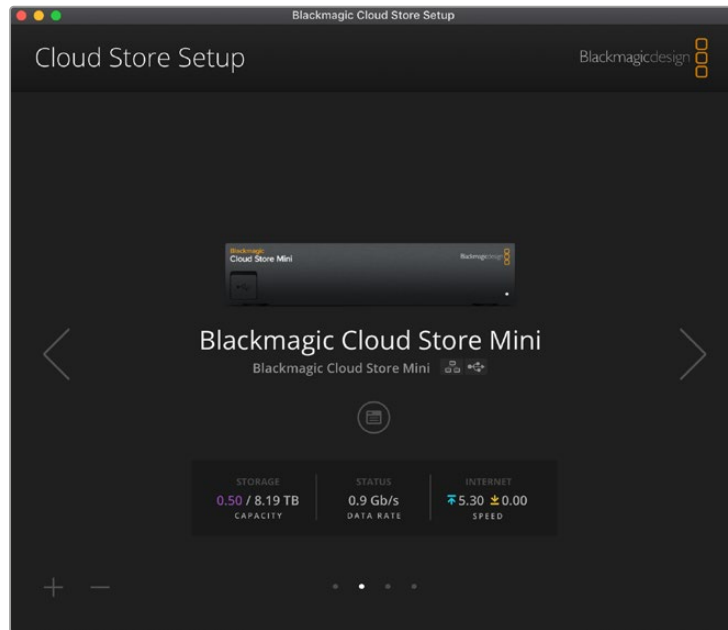 Blackmagic Cloud Store Setup
Cloud Store Setup
Blackmagicdesign
Blackmagic
Cloud Store Mini
Blackmagicdesign
Blackmagic Cloud Store Mini
Blackmagic Cloud Store Mini
STORAGE STATUS INTERNET
0.50 / 8.19 TB 0.9 Gb/s 5.30 0.00
CAPACITY DATA RATE SPEED